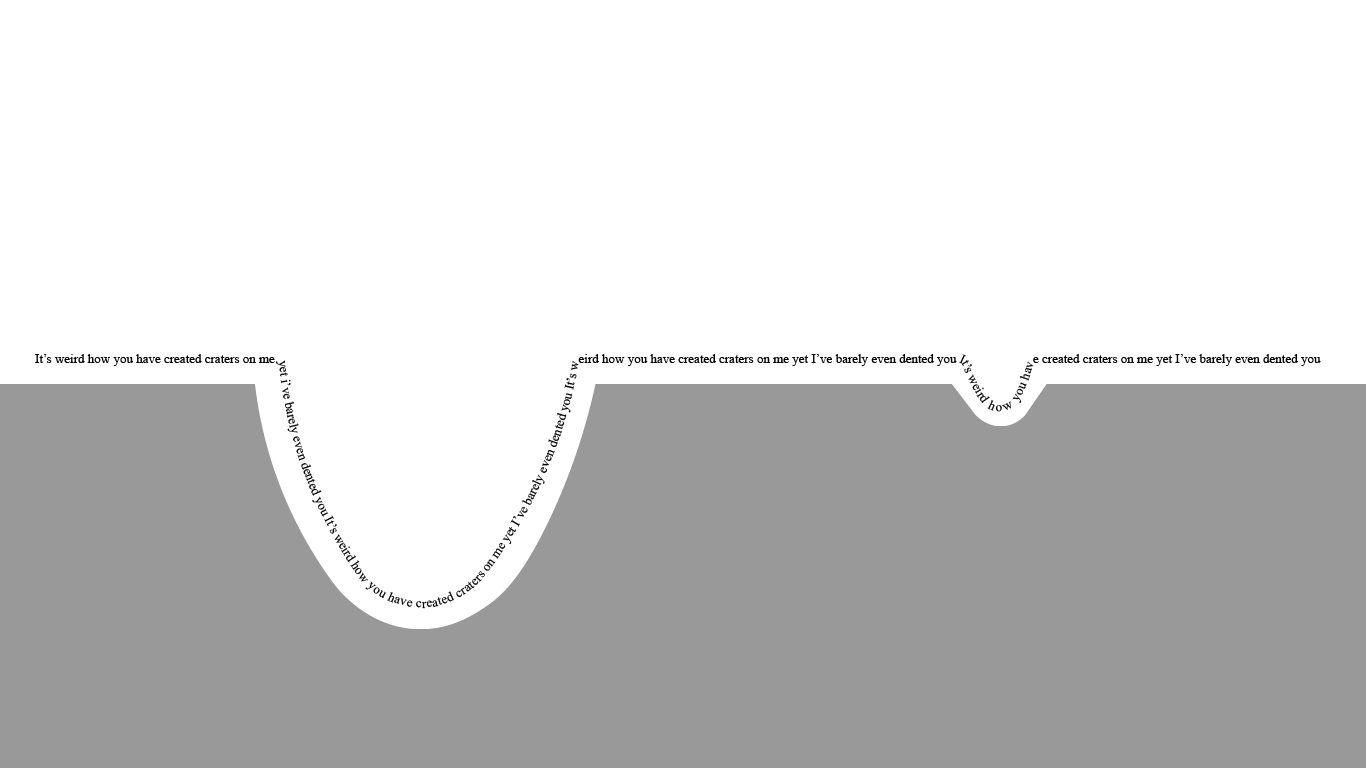 It’s weird how you have created craters on me. yet i’ve barely even dented you It’s weird how you have created craters on me yet I’ve barely even dented you It’s weird how you have created craters on me yet I’ve barely even dented you It’s weird how you have created craters on me yet I’ve barely even dented you